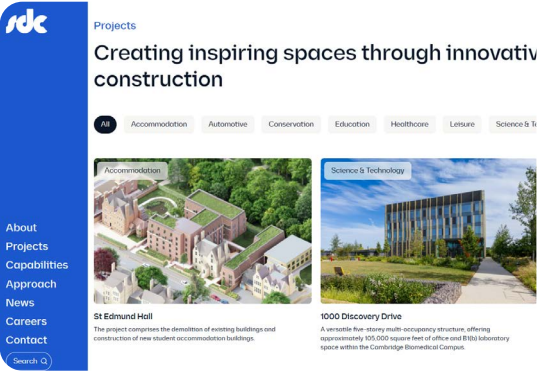 sdc
Projects
Creating inspiring spaces through
construction
All
Accommodation
Automotive
Conservation
Education
Healthcare
Leisure
Science &
Accommodation
Science & Technology
St Edmund Hall
The project comprises the demolition of existing buildings and
construction of new student accommodation buildings.
1000 Discovery Drive
A versatile five-storey multi-occupancy structure, offering
approximately 105,000 square feet of office and B1(b) laboratory
space within the Cambridge Biomedical Campus.
About
Projects
Capabilities
Approach
News
Careers
Contact
Search